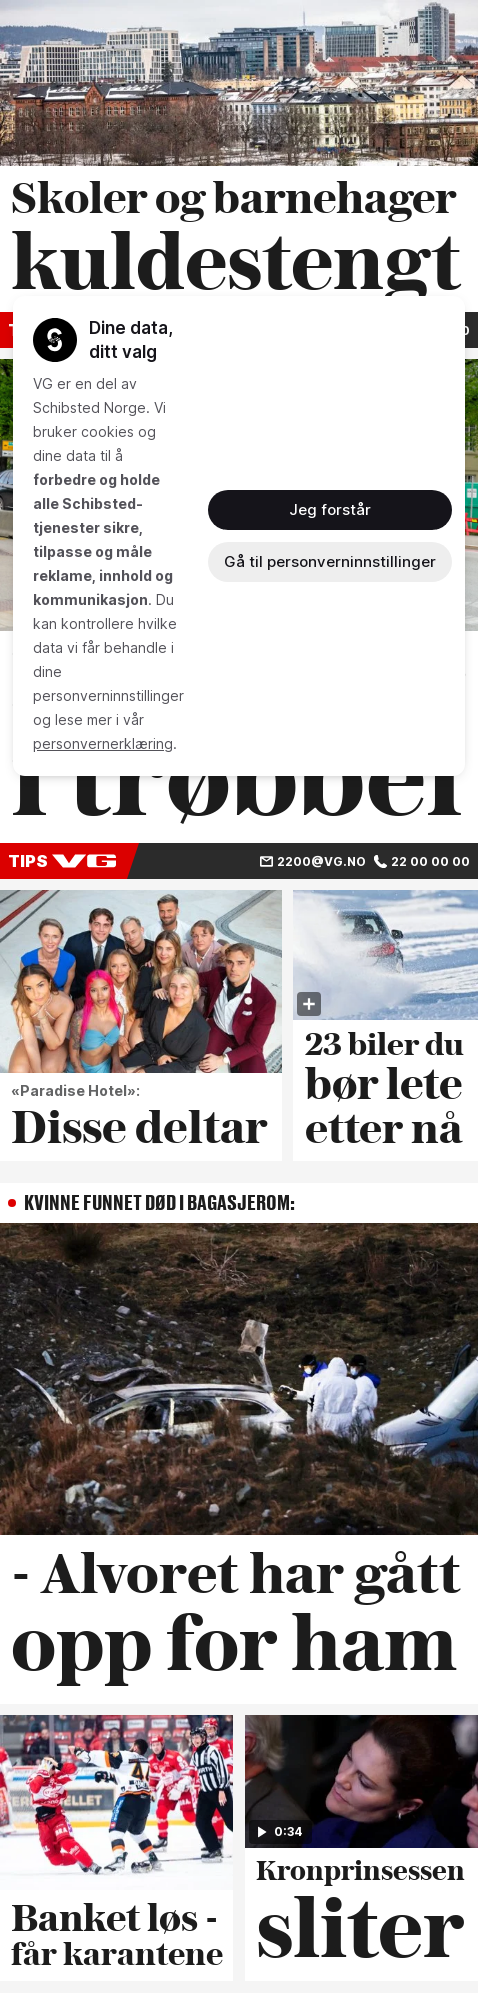 Skoler og barnehager
kuldestengt
Dine data,
ditt valg
VG er en del av
Schibsted Norge. Vi
bruker cookies og
dine data til å
forbedre og holde
alle Schibsted-
tjenester sikre,
tilpasse og måle
reklame, innhold og
kommunikasjon. Du
kan kontrollere hvilke
data vi får behandle i
dine
personverninnstillinger
og lese mer i vår
personvernerklæring.
Jeg forstår
Gå til personverninnstillinger
i trøbbel
TIPS VG 2200@VG.NO 22 00 00 00
«Paradise Hotel»:
Disse deltar
23 biler du
bør lete
etter nå
KVINNE FUNNET DØD I BAGASJEROM:
- Alvoret har gått
opp for ham
Banket løs -
får karantene
0:34
Kronprinsessen
sliter